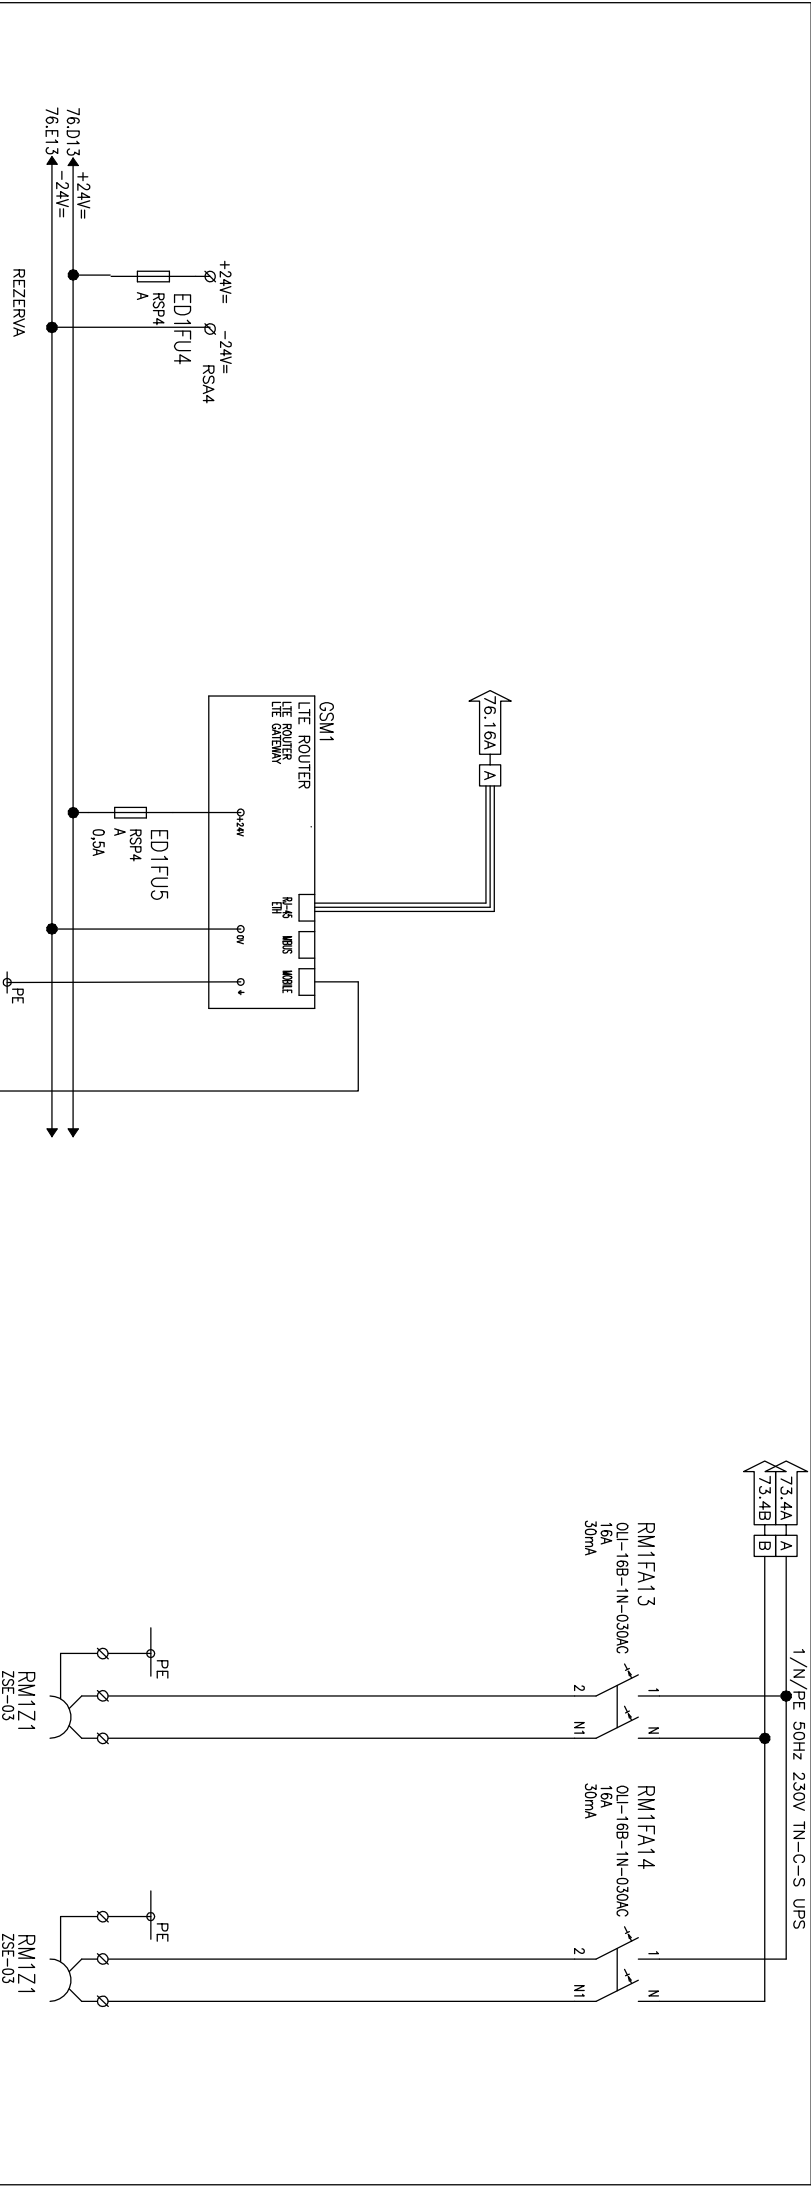 76.D13
76.E13
+24V=
-24V=
+24V=
-24V=
RSA4
ED1FU4
RSP4
A
REZERVA
76.16A
A
GSM1
LTE ROUTER
LTE ROUTER
LTE GATEWAY
RJ-45
ETH
MBUS
MOBILE
+24V
0V
ED1FU5
RSP4
A
0,5A
PE
73.4A
A
73.4B
B
1/N/PE 50Hz 230V TN-C-S UPS
RM1FA13
OLI-16B-1N-030AC
16A
30mA
1
N
2
N1
PE
RM1Z1
ZSE-03
RM1FA14
OLI-16B-1N-030AC
16A
30mA
1
N
2
N1
PE
RM1Z1
ZSE-03